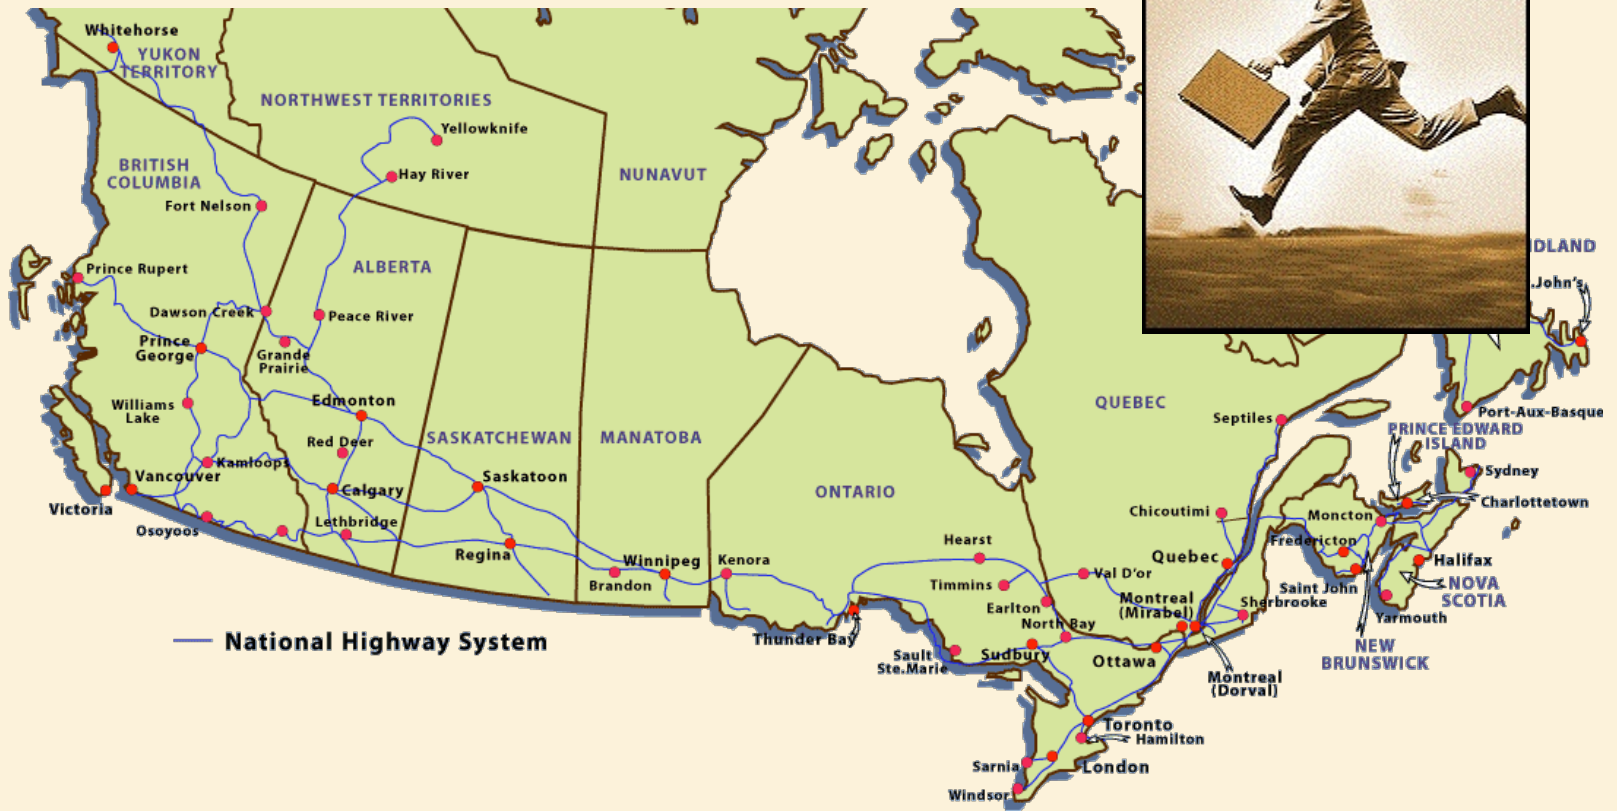 Whitehorse
YUKON
TERRITORY
NORTHWEST TERRITORIES
Yellowknife
BRITISH
COLUMBIA
Hay River
NUNAVUT
Fort Nelson
Prince Rupert
ALBERTA
NDLAND
.John's
Dawson Creek
Peace River
Prince
George
Grande
Prairie
Williams
Lake
Edmonton
QUEBEC
Septiles
Port-Aux-Basque
Red Deer
SASKATCHEWAN
MANATOBA
PRINCE EDWARD
ISLAND
Kamloops
Vancouver
Saskatoon
Sydney
Calgary
ONTARIO
Victoria
Charlottetown
Osoyoos
Lethbridge
Chicoutimi
Moncton
Regina
Hearst
Fredericton
Winnipeg
Kenora
Quebec
Halifax
Brandon
Timmins
Val D'or
Saint John
NOVA
SCOTIA
Earlton
Montreal
(Mirabel)
Sherbrooke
North Bay
Yarmouth
National Highway System
Thunder Bay
Sault
Ste.Marie
Sudbury
Ottawa
NEW
BRUNSWICK
Montreal
(Dorval)
Toronto
Hamilton
Sarnia
London
Windsor